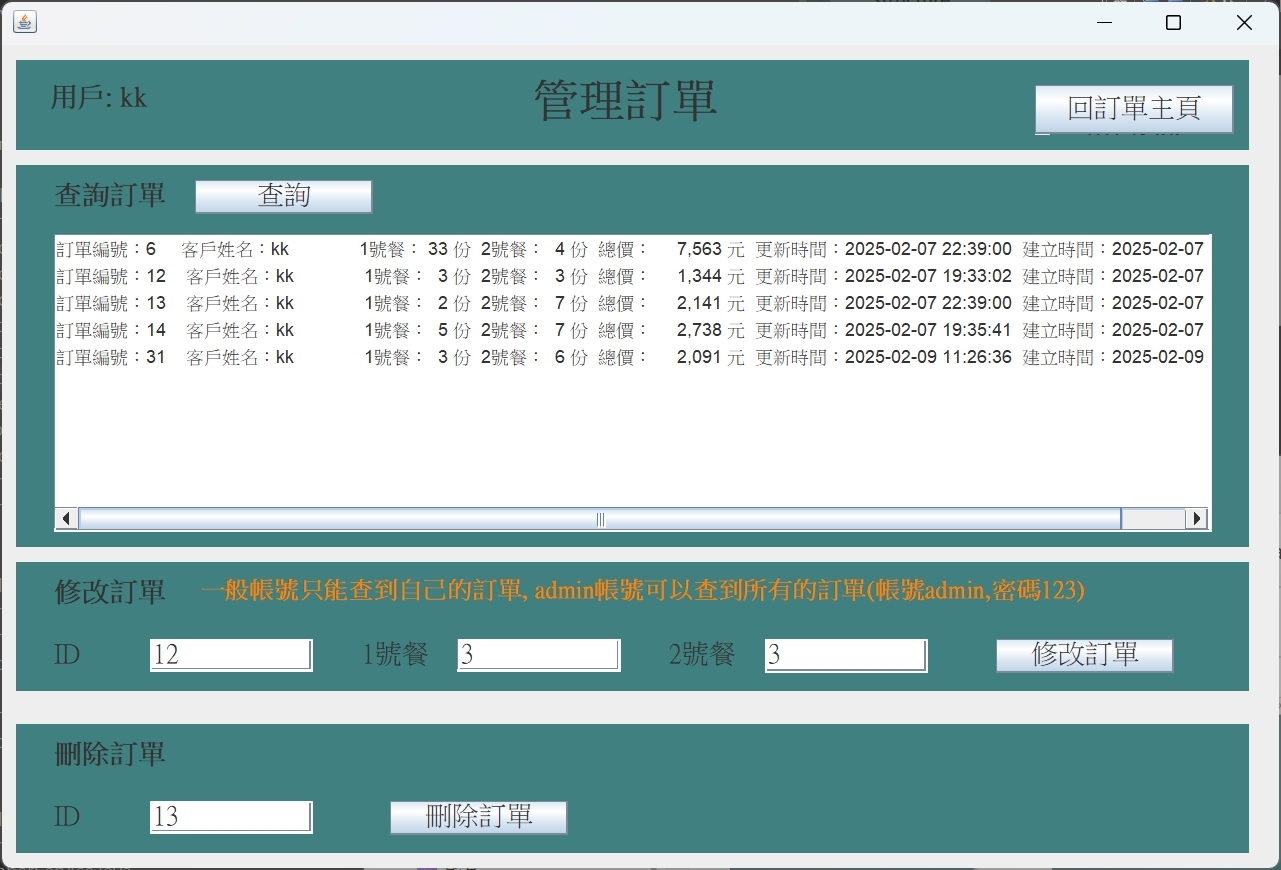 用戶: kk
管理訂單
回訂單主頁
查詢訂單
查詢
訂單編號：6 客戶姓名：kk 1號餐： 33 份 2號餐： 4 份 總價： 7,563 元 更新時間：2025-02-07 22:39:00 建立時間：2025-02-07
訂單編號：12 客戶姓名：kk 1號餐： 3 份 2號餐： 3 份 總價： 1,344 元 更新時間：2025-02-07 19:33:02 建立時間：2025-02-07
訂單編號：13 客戶姓名：kk 1號餐： 2 份 2號餐： 7 份 總價： 2,141 元 更新時間：2025-02-07 22:39:00 建立時間：2025-02-07
訂單編號：14 客戶姓名：kk 1號餐： 5 份 2號餐： 7 份 總價： 2,738 元 更新時間：2025-02-07 19:35:41 建立時間：2025-02-07
訂單編號：31 客戶姓名：kk 1號餐： 3 份 2號餐： 6 份 總價： 2,091 元 更新時間：2025-02-09 11:26:36 建立時間：2025-02-09
修改訂單
一般帳號只能查到自己的訂單, admin帳號可以查到所有的訂單(帳號admin,密碼123)
ID 12 1號餐 3 2號餐 3 修改訂單
刪除訂單
ID 13 刪除訂單